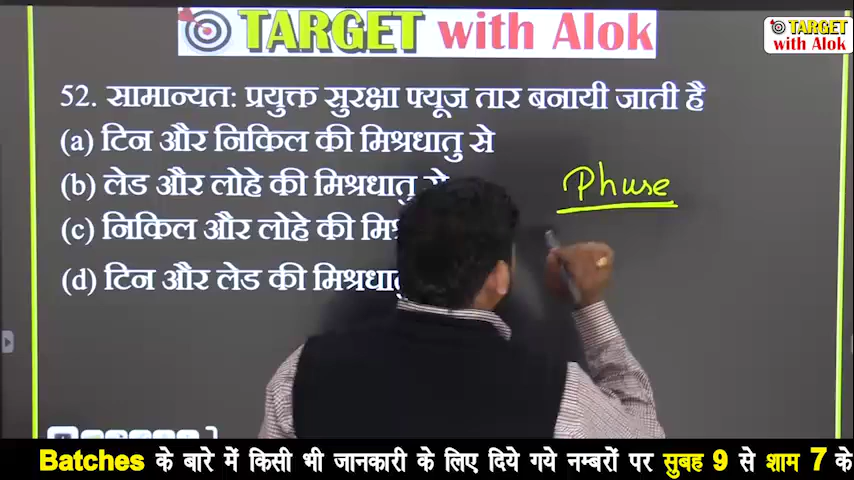 TARGET with Alok
TARGET
with Alok
52. सामान्यत: प्रयुक्त सुरक्षा फ्यूज तार बनायी जाती है
(a) टिन और निकिल की मिश्रधातु से
(b) लेड और लोहे की मिश्रधातु से
Phuse
(c) निकिल और लोहे की
(d) टिन और लेड की
Batches के बारे में किसी भी जानकारी के लिए दिये गये नम्बरों पर सुबह 9 से शाम 7 के